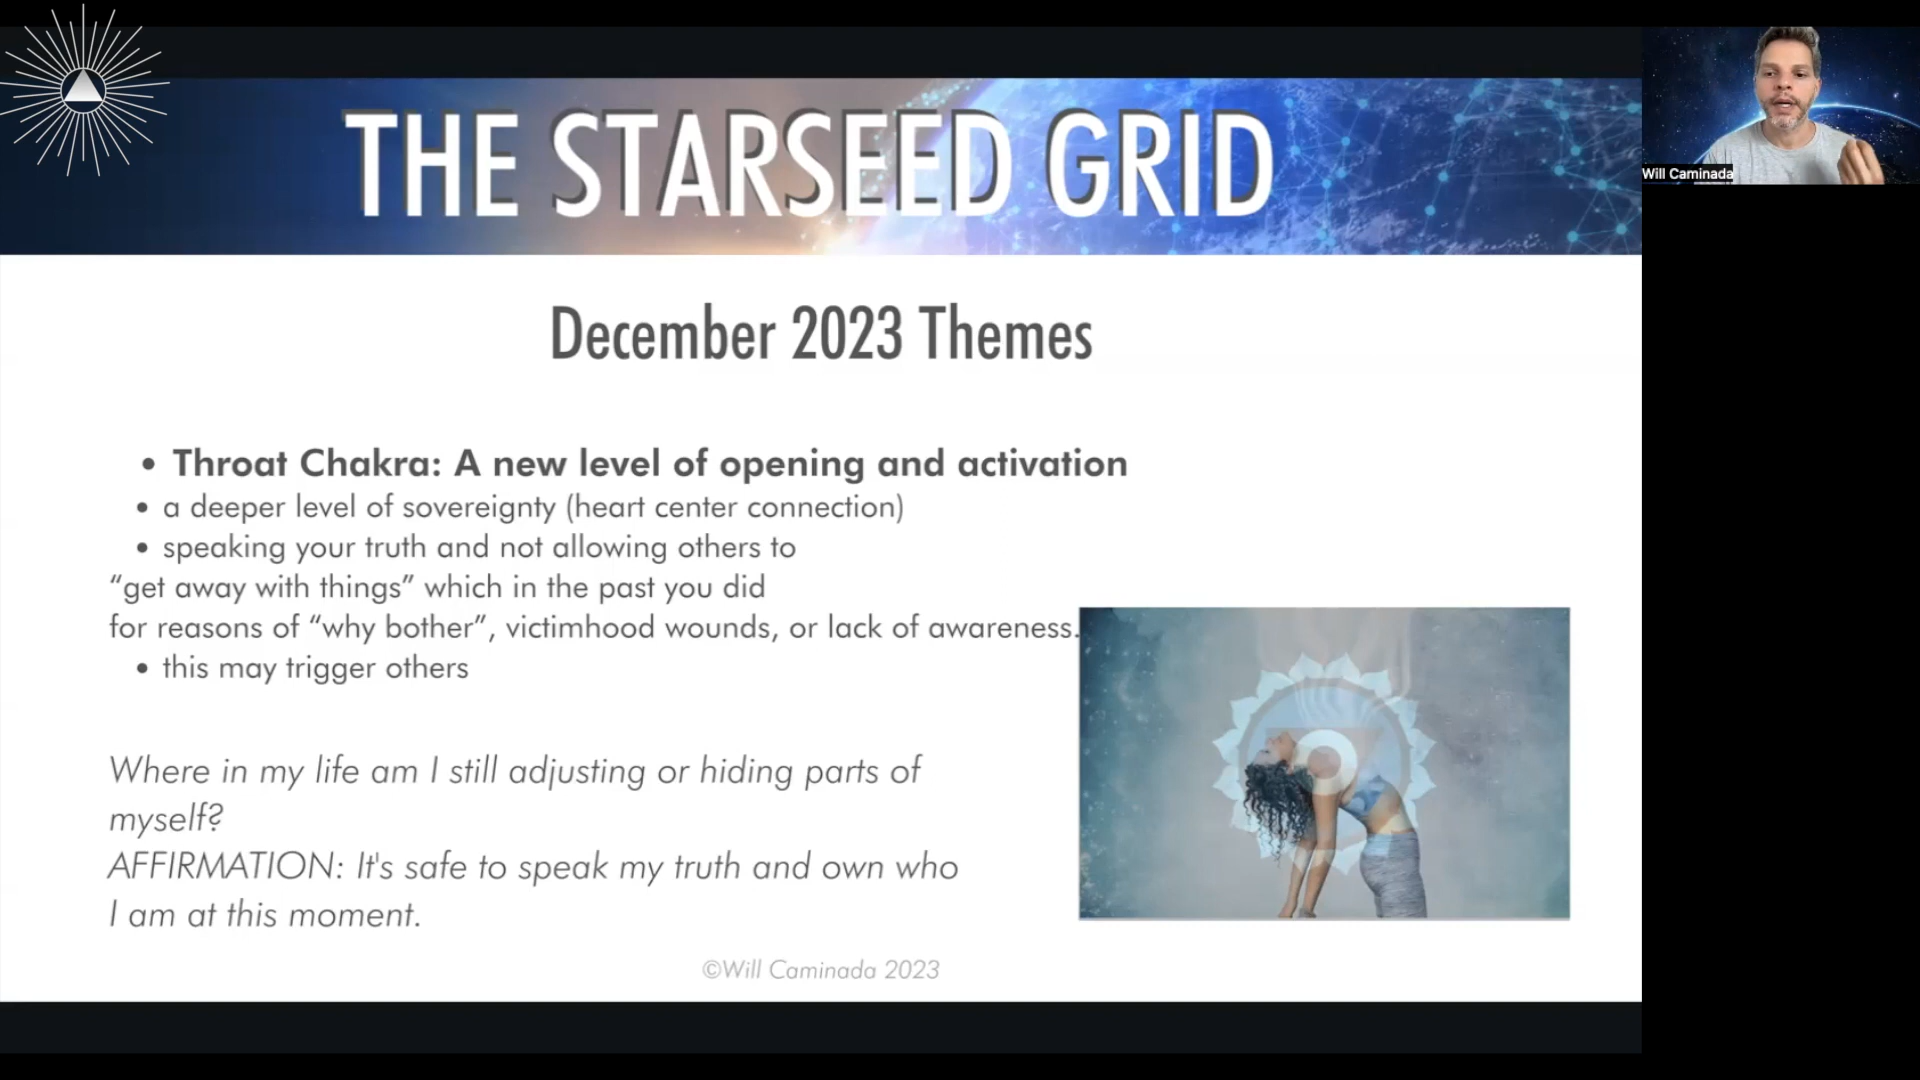 THE STARSEED GRID
Will Caminada
December 2023 Themes
• Throat Chakra: A new level of opening and activation
• a deeper level of sovereignty (heart center connection)
• speaking your truth and not allowing others to
“get away with things” which in the past you did
for reasons of “why bother”, victimhood wounds, or lack of awareness.
• this may trigger others
Where in my life am I still adjusting or hiding parts of
myself?
AFFIRMATION: It's safe to speak my truth and own who
I am at this moment.
©Will Caminada 2023